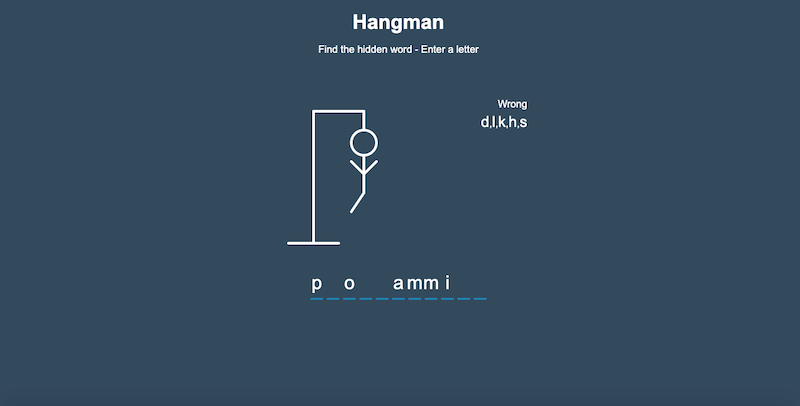 Hangman
Find the hidden word - Enter a letter
Wrong
d,l,k,h,s
p _ o _ _ a m m i _ _